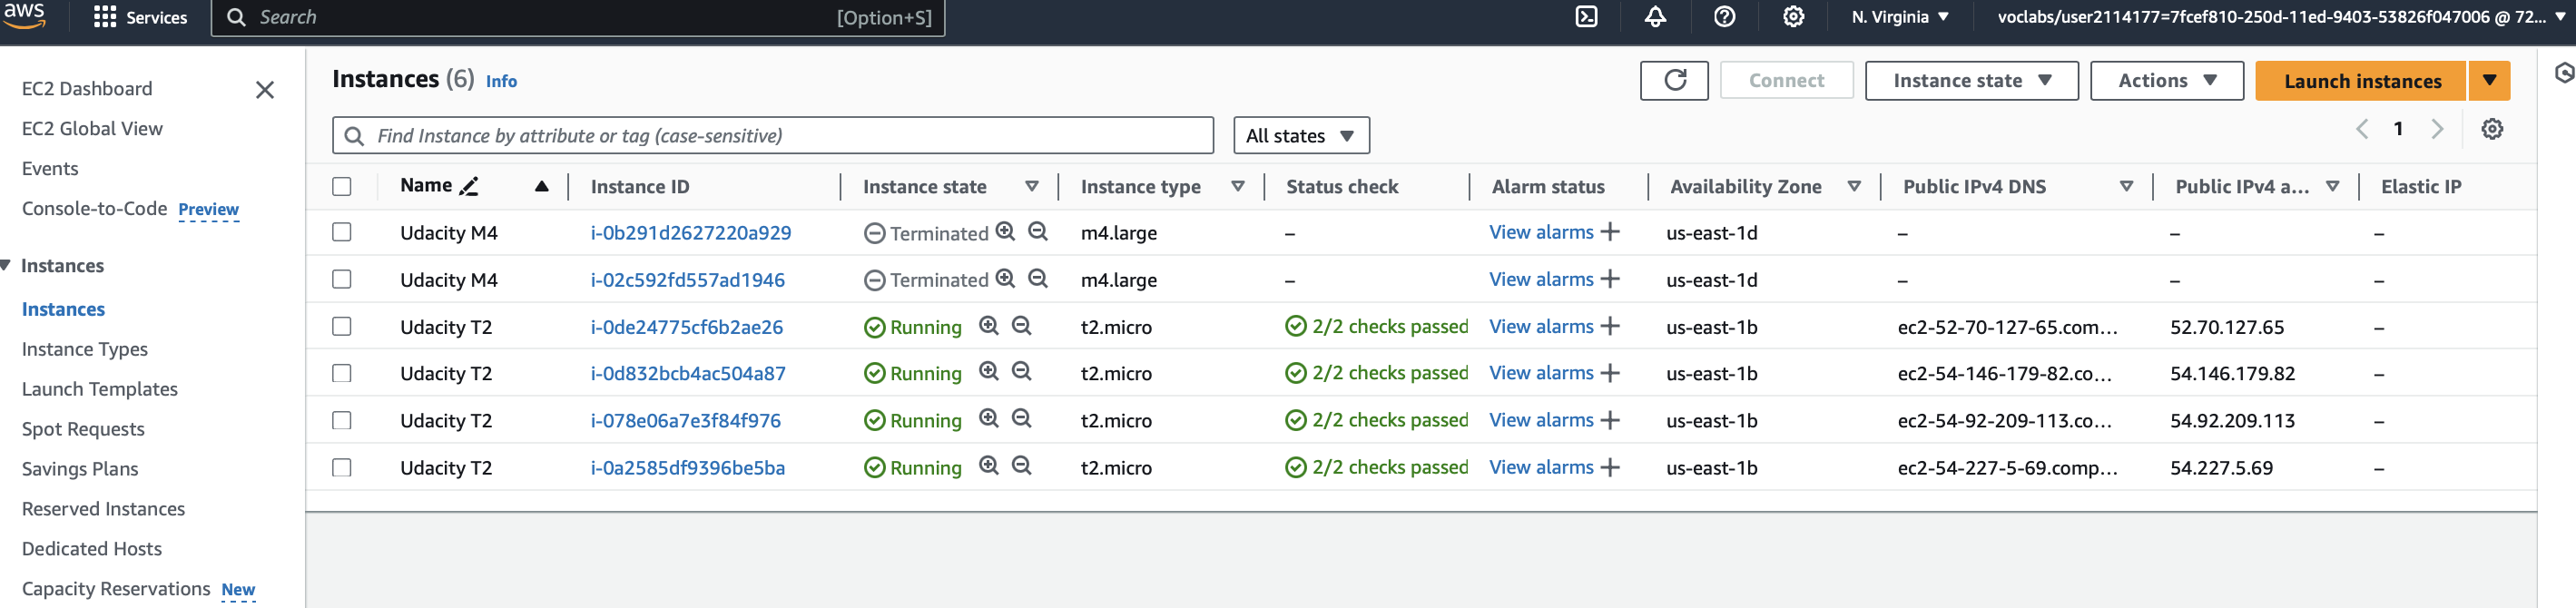 aws
Services
Search
[Option+S]
N. Virginia
voclabs/user2114177=7fcef810-250d-11ed-9403-53826f047006 @ 72...
EC2 Dashboard
EC2 Global View
Events
Console-to-Code Preview
Instances
Instances
Instance Types
Launch Templates
Spot Requests
Savings Plans
Reserved Instances
Dedicated Hosts
Capacity Reservations New
Instances (6) Info
Connect
Instance state
Actions
Launch instances
Find Instance by attribute or tag (case-sensitive)
All states
1
Name Instance ID Instance state Instance type Status check Alarm status Availability Zone Public IPv4 DNS Public IPv4 a... Elastic IP
Udacity M4 i-0b291d2627220a929 Terminated m4.large – View alarms + us-east-1d – – –
Udacity M4 i-02c592fd557ad1946 Terminated m4.large – View alarms + us-east-1d – – –
Udacity T2 i-0de24775cf6b2ae26 Running t2.micro 2/2 checks passed View alarms + us-east-1b ec2-52-70-127-65.com... 52.70.127.65 –
Udacity T2 i-0d832bcb4ac504a87 Running t2.micro 2/2 checks passed View alarms + us-east-1b ec2-54-146-179-82.co... 54.146.179.82 –
Udacity T2 i-078e06a7e3f84f976 Running t2.micro 2/2 checks passed View alarms + us-east-1b ec2-54-92-209-113.co... 54.92.209.113 –
Udacity T2 i-0a2585df9396be5ba Running t2.micro 2/2 checks passed View alarms + us-east-1b ec2-54-227-5-69.comp... 54.227.5.69 –